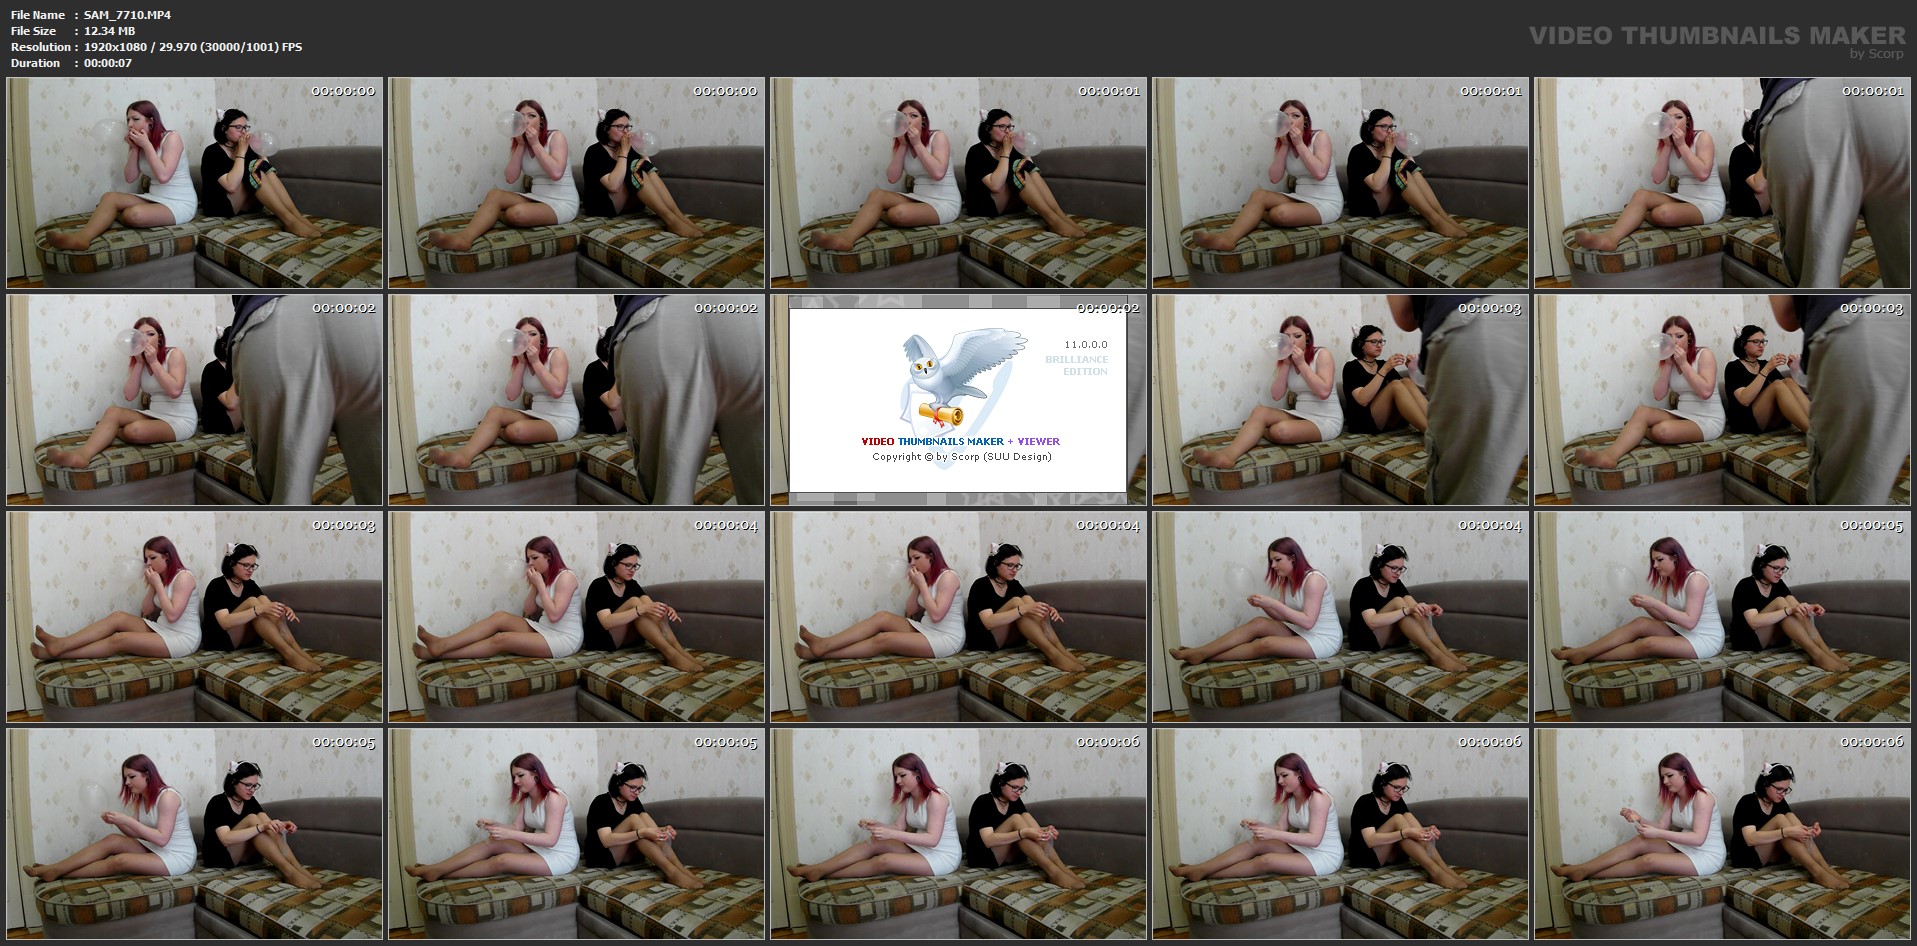 File Name : SAM_7710.MP4
File Size : 12.34 MB
Resolution : 1920x1080 / 29.970 (30000/1001) FPS
Duration : 00:00:07
VIDEO THUMBNAILS MAKER
by Scorp
00:00:00 00:00:00 00:00:01 00:00:01 00:00:01
00:00:02 00:00:02 00:00:02 00:00:03 00:00:03
11.0.0.0
BRILLIANCE
EDITION
VIDEO THUMBNAILS MAKER + VIEWER
Copyright © by Scorp (SUU Design)
00:00:03 00:00:04 00:00:04 00:00:04 00:00:05
00:00:05 00:00:05 00:00:06 00:00:06 00:00:06